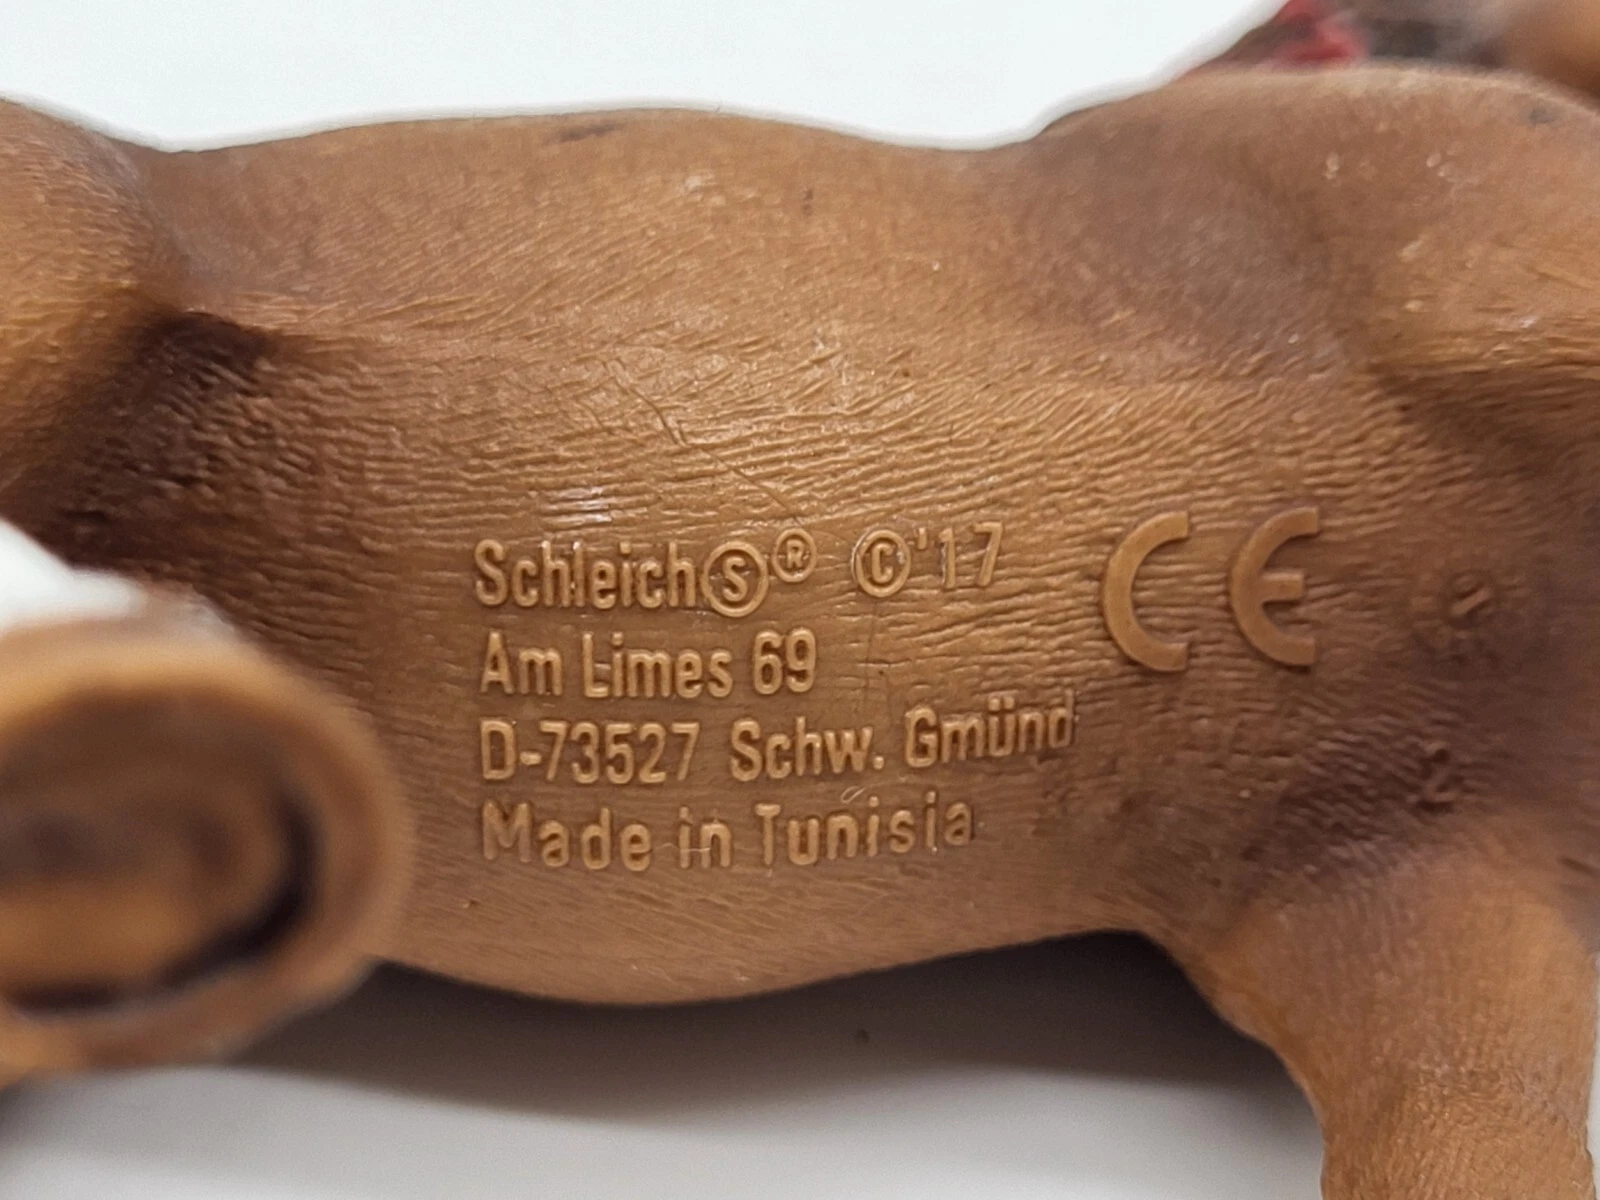 Schleich Ⓢ® ©'17 CE
Am Limes 69
D-73527 Schw. Gmünd
Made in Tunisia